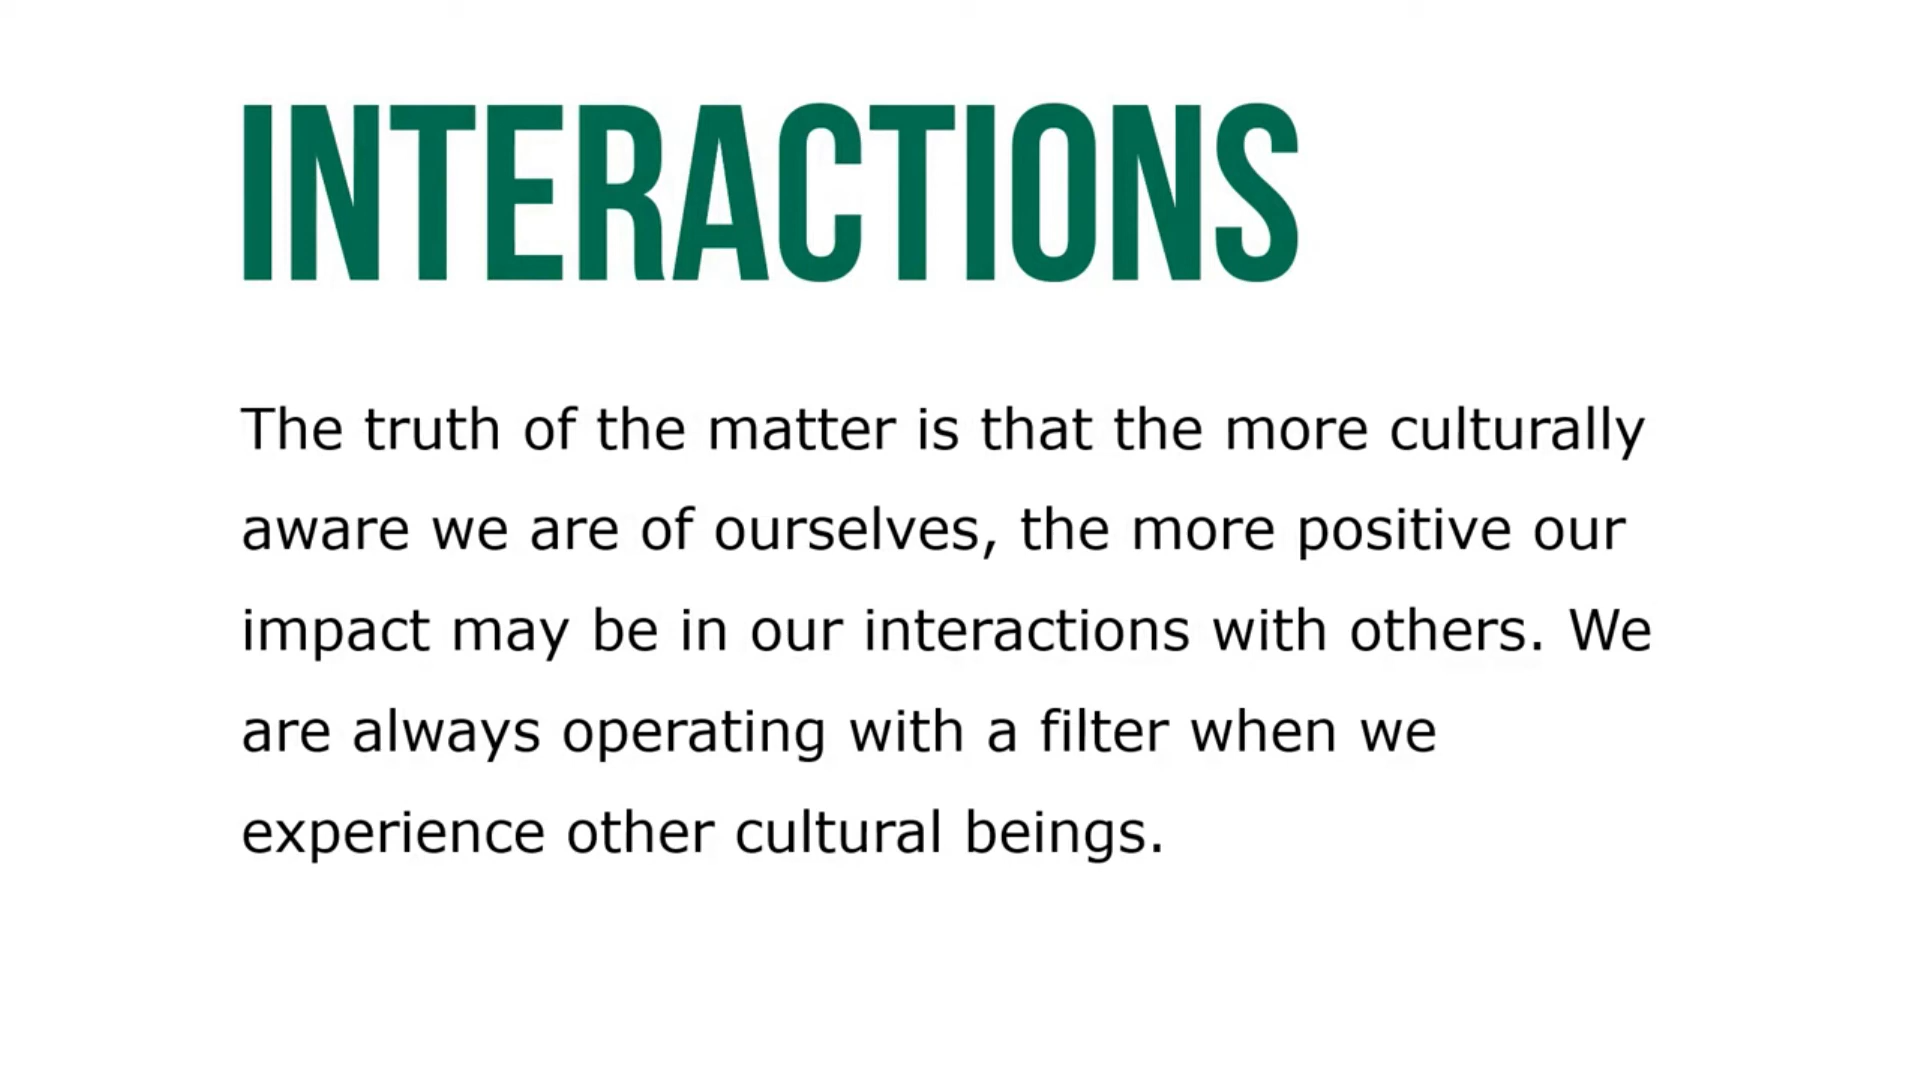 INTERACTIONS
The truth of the matter is that the more culturally
aware we are of ourselves, the more positive our
impact may be in our interactions with others. We
are always operating with a filter when we
experience other cultural beings.